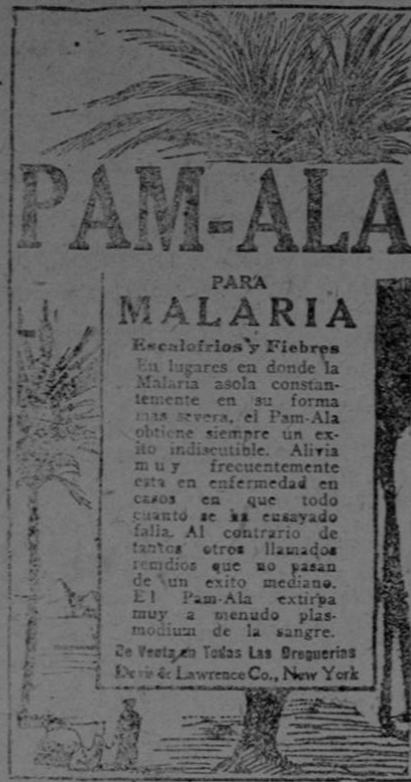 PAM-ALA
PARA
MALARIA
Escalofrios y Fiebres
En lugares en donde la
Malaria asola constan-
temente en su forma
mas severa, el Pam-Ala
obtiene siempre un ex-
ito indiscutible. Alivia
muy frecuentemente
esta en enfermedad en
casos en que todo
cuanto se ha ensayado
falla. Al contrario de
tantos otros llamados
remdios que no pasan
de un exito mediano.
El Pam-Ala extirpa
muy a menudo plas-
modium de la sangre.
De Venta en Todas Las Droguerias
Davis & Lawrence Co., New York